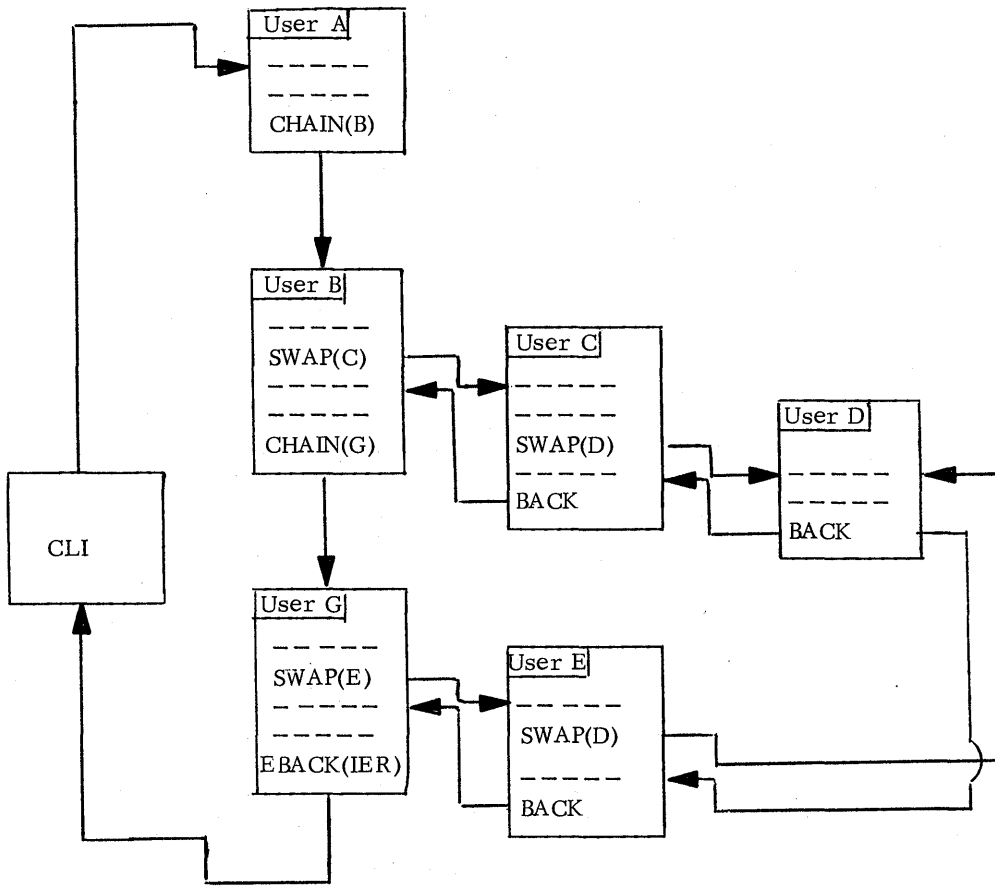 User A
CHAIN(B)
User B
SWAP(C)
CHAIN(G)
User C
SWAP(D)
BACK
User D
BACK
CLI
User G
SWAP(E)
EBACK(IER)
User E
SWAP(D)
BACK